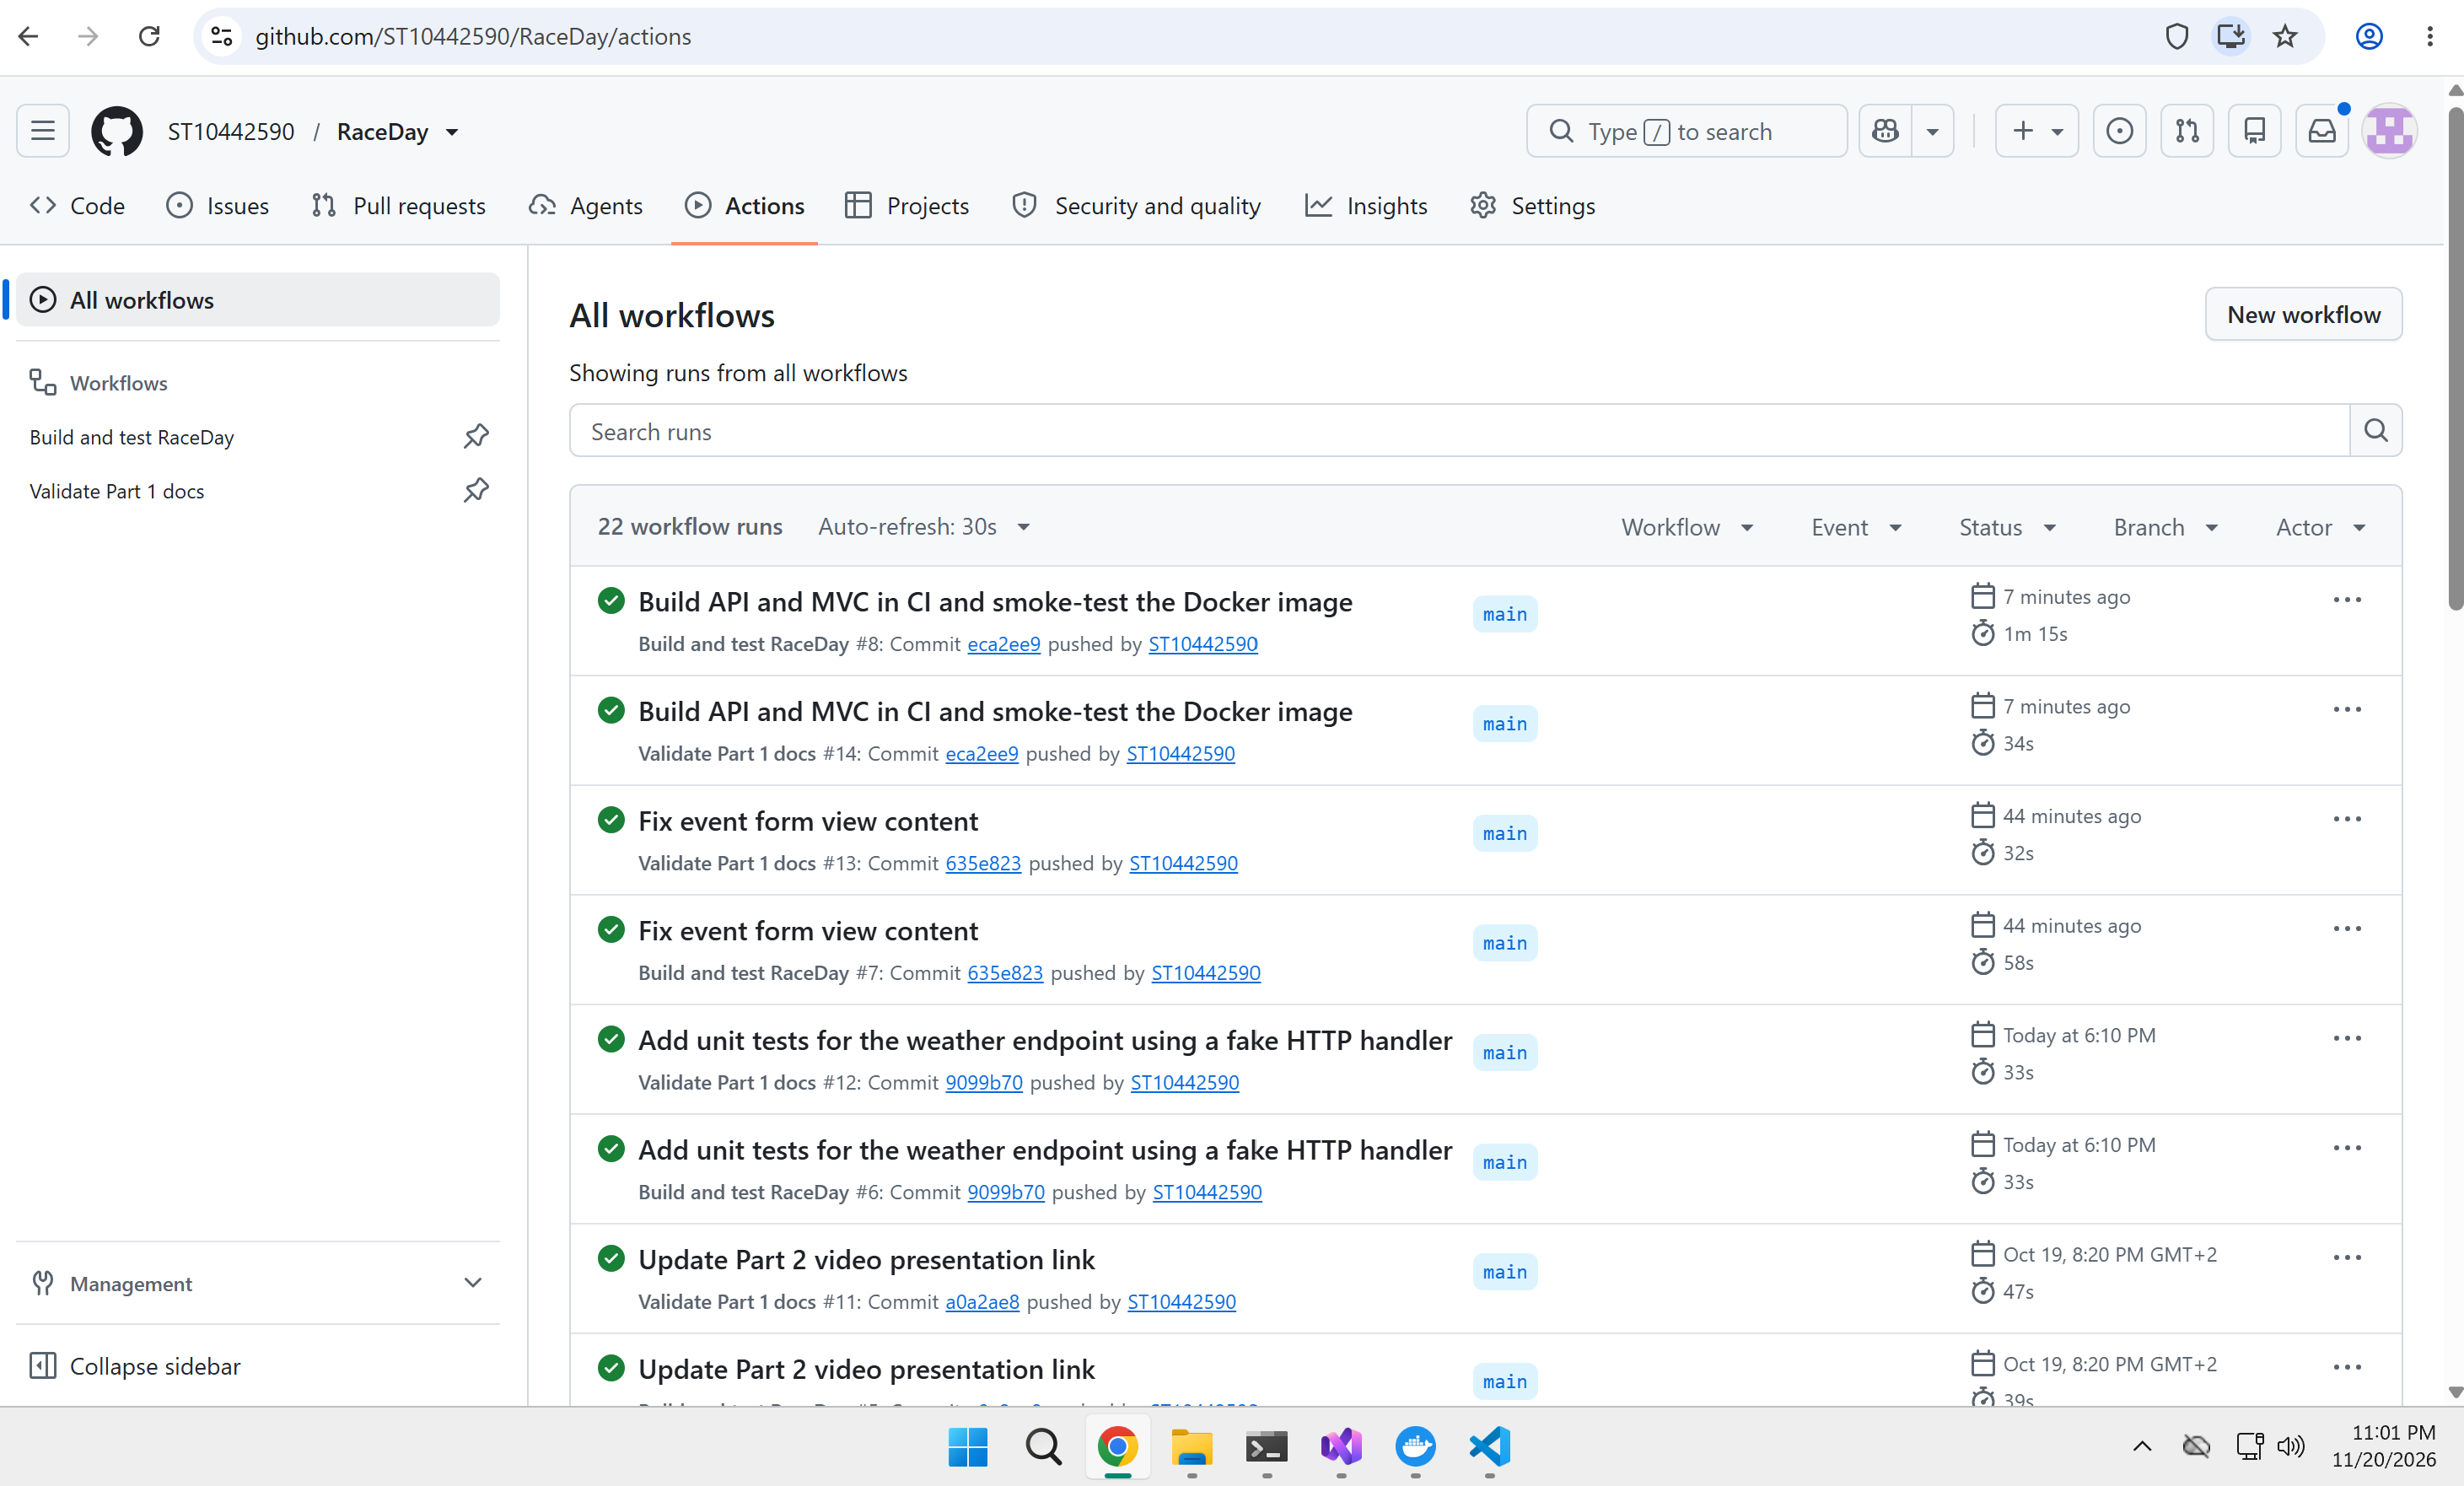 github.com/ST10442590/RaceDay/actions
ST10442590 / RaceDay
Type / to search
Code Issues Pull requests Agents Actions Projects Security and quality Insights Settings
All workflows
Workflows
Build and test RaceDay
Validate Part 1 docs
Management
Collapse sidebar
All workflows
New workflow
Showing runs from all workflows
Search runs
22 workflow runs Auto-refresh: 30s Workflow Event Status Branch Actor
Build API and MVC in CI and smoke-test the Docker image
Build and test RaceDay #8: Commit eca2ee9 pushed by ST10442590
main
7 minutes ago
1m 15s
Build API and MVC in CI and smoke-test the Docker image
Validate Part 1 docs #14: Commit eca2ee9 pushed by ST10442590
main
7 minutes ago
34s
Fix event form view content
Validate Part 1 docs #13: Commit 635e823 pushed by ST10442590
main
44 minutes ago
32s
Fix event form view content
Build and test RaceDay #7: Commit 635e823 pushed by ST10442590
main
44 minutes ago
58s
Add unit tests for the weather endpoint using a fake HTTP handler
Validate Part 1 docs #12: Commit 9099b70 pushed by ST10442590
main
Today at 6:10 PM
33s
Add unit tests for the weather endpoint using a fake HTTP handler
Build and test RaceDay #6: Commit 9099b70 pushed by ST10442590
main
Today at 6:10 PM
33s
Update Part 2 video presentation link
Validate Part 1 docs #11: Commit a0a2ae8 pushed by ST10442590
main
Oct 19, 8:20 PM GMT+2
47s
Update Part 2 video presentation link
main
Oct 19, 8:20 PM GMT+2
39s
11:01 PM
11/20/2026